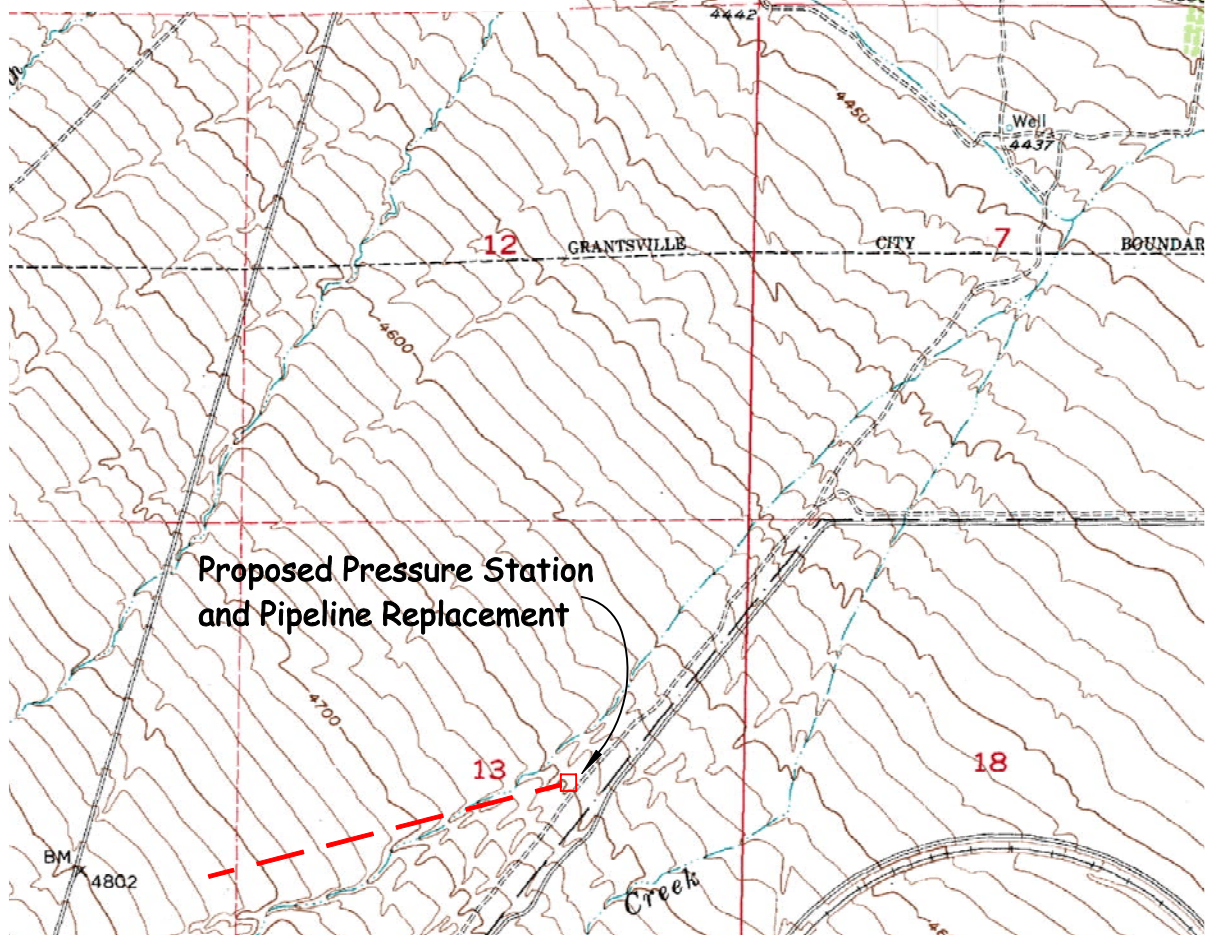 4442
4450
Well
4437
12
GRANTSVILLE
CITY
7
BOUNDAR
4600
Proposed Pressure Station
and Pipeline Replacement
4700
13
18
BM
4802
Creek